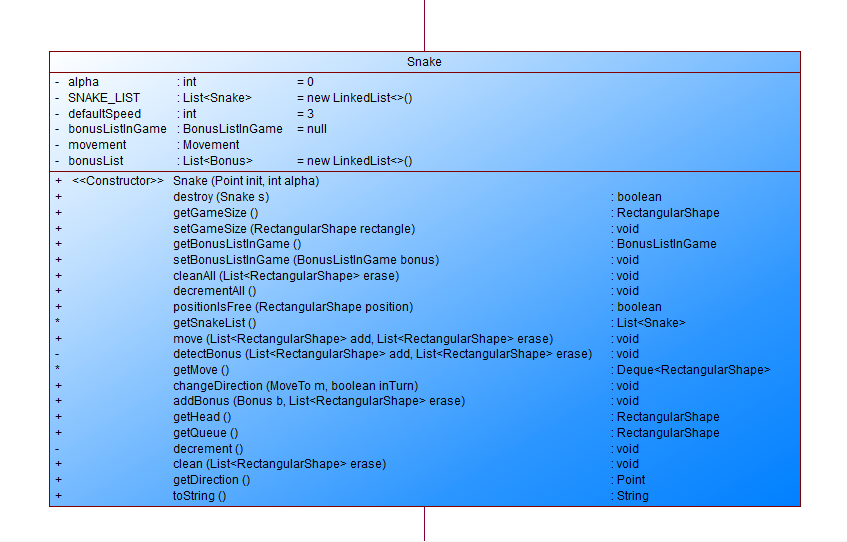 Snake
- alpha : int = 0
- SNAKE_LIST : List<Snake> = new LinkedList<>()
- defaultSpeed : int = 3
- bonusListInGame : BonusListInGame = null
- movement : Movement
- bonusList : List<Bonus> = new LinkedList<>()
+ <<Constructor>> Snake (Point init, int alpha)
+ destroy (Snake s) : boolean
+ getGameSize () : RectangularShape
+ setGameSize (RectangularShape rectangle) : void
+ getBonusListInGame () : BonusListInGame
+ setBonusListInGame (BonusListInGame bonus) : void
+ cleanAll (List<RectangularShape> erase) : void
+ decrementAll () : void
+ positionIsFree (RectangularShape position) : boolean
* getSnakeList () : List<Snake>
+ move (List<RectangularShape> add, List<RectangularShape> erase) : void
- detectBonus (List<RectangularShape> add, List<RectangularShape> erase) : void
* getMove () : Deque<RectangularShape>
+ changeDirection (MoveTo m, boolean inTurn) : void
+ addBonus (Bonus b, List<RectangularShape> erase) : void
+ getHead () : RectangularShape
+ getQueue () : RectangularShape
- decrement () : void
+ clean (List<RectangularShape> erase) : void
+ getDirection () : Point
+ toString () : String